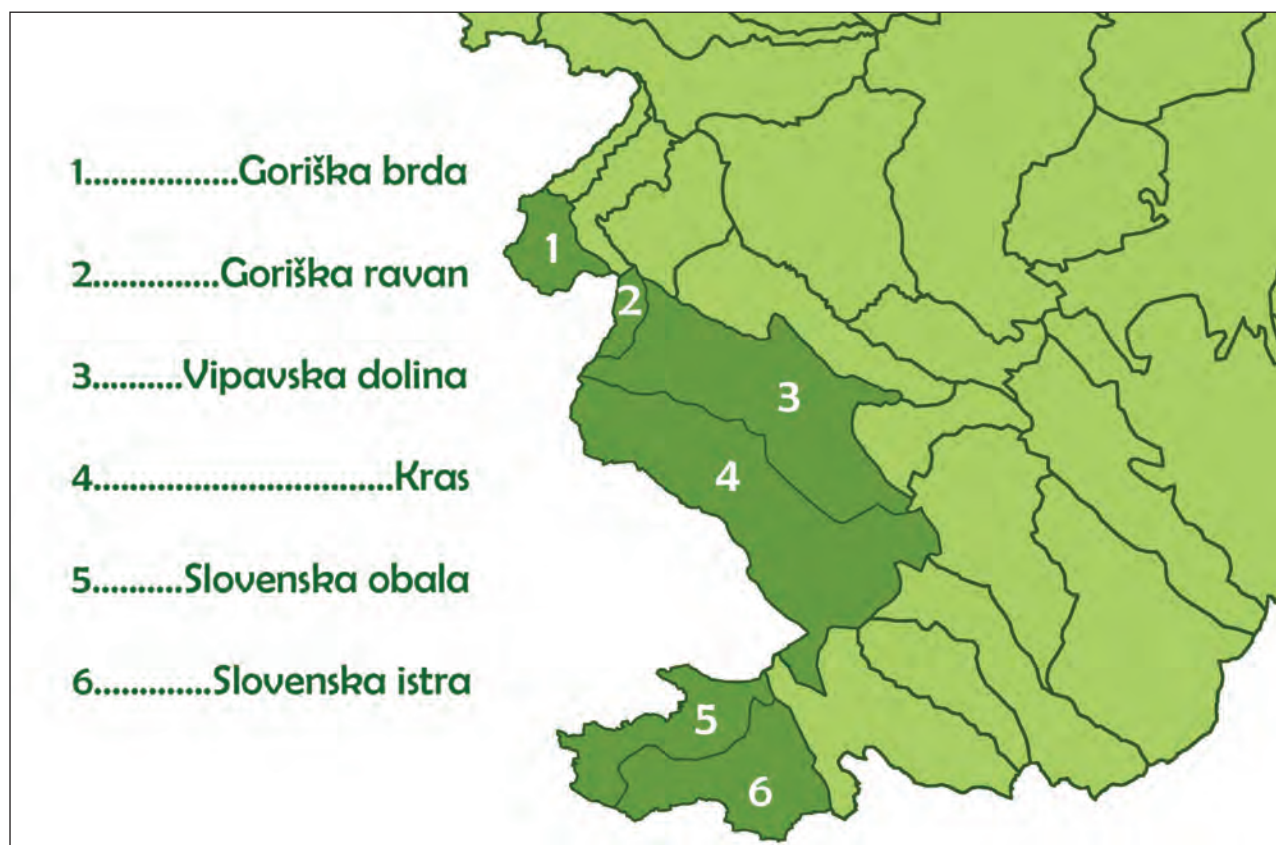 1.................Goriška brda
2..............Goriška ravan
3..........Vipavska dolina
4.................................Kras
5..........Slovenska obala
6.............Slovenska istra
1
2
3
4
5
6